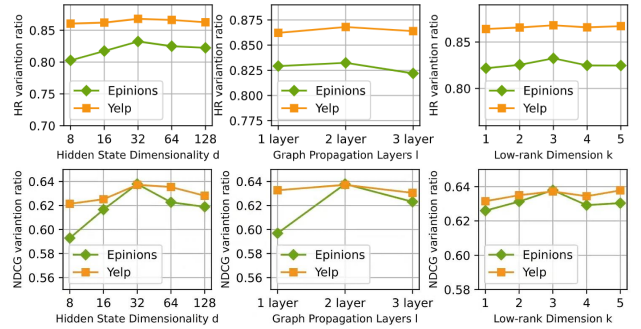 HR variantion ratio
0.85
0.80
0.75
0.70
Epinions
Yelp
8 16 32 64 128
Hidden State Dimensionality d
HR variantion ratio
0.875
0.850
0.825
0.800
0.775
Epinions
Yelp
1 layer 2 layer 3 layer
Graph Propagation Layers l
HR variantion ratio
0.85
0.80
Epinions
Yelp
1 2 3 4 5
Low-rank Dimension k
NDCG variantion ratio
0.64
0.62
0.60
0.58
0.56
Epinions
Yelp
8 16 32 64 128
Hidden State Dimensionality d
NDCG variantion ratio
0.64
0.62
0.60
0.58
0.56
Epinions
Yelp
1 layer 2 layer 3 layer
Graph Propagation Layers l
NDCG variantion ratio
0.64
0.62
0.60
0.58
Epinions
Yelp
1 2 3 4 5
Low-rank Dimension k